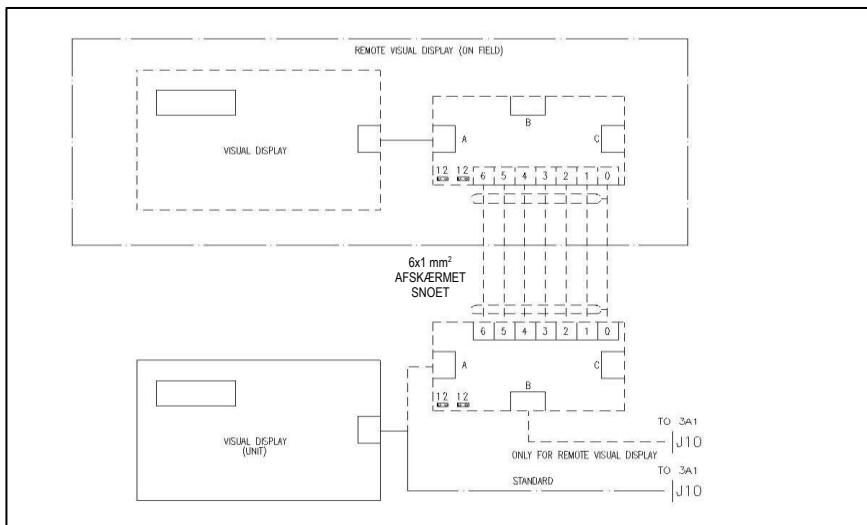 REMOTE VISUAL DISPLAY (ON FIELD)
VISUAL DISPLAY
A
B
C
12 12
6 5 4 3 2 1 0
6x1 mm²
AFSKÆRMET
SNOET
6 5 4 3 2 1 0
A
B
C
12 12
VISUAL DISPLAY
(UNIT)
TO 3A1
J10
ONLY FOR REMOTE VISUAL DISPLAY
TO 3A1
J10
STANDARD